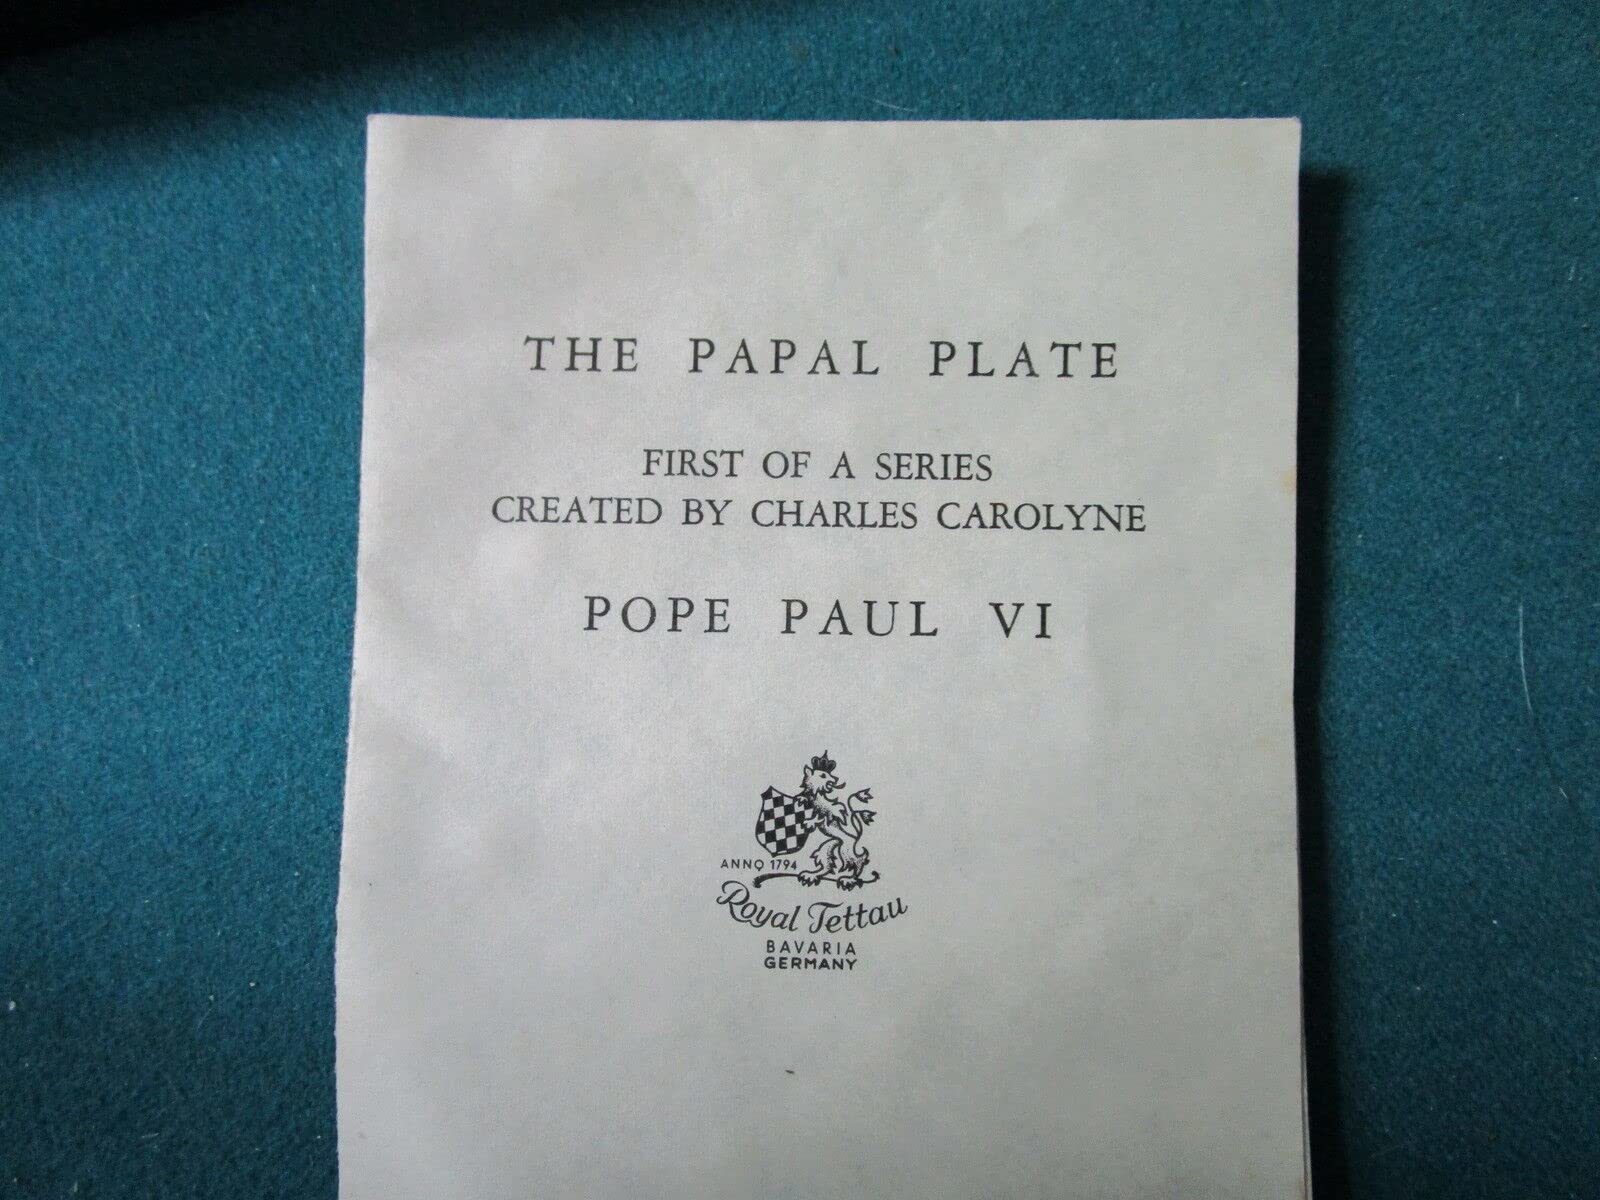 THE PAPAL PLATE
FIRST OF A SERIES
CREATED BY CHARLES CAROLYNE
POPE PAUL VI
ANNO 1794
Royal Tettau
BAVARIA
GERMANY